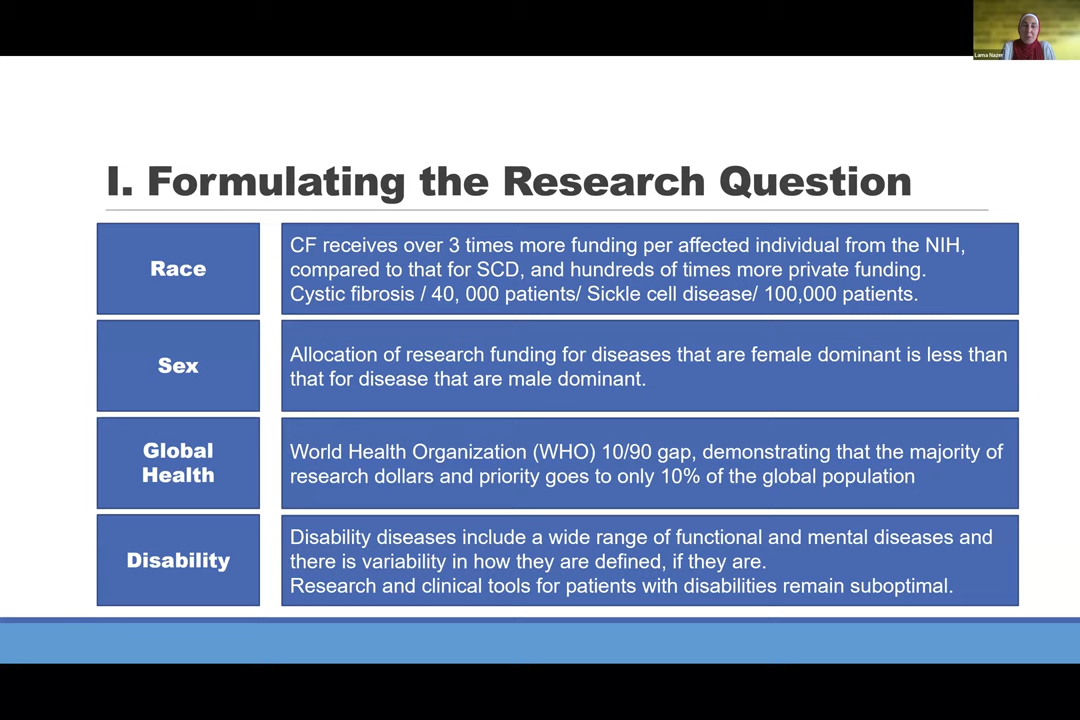 Lama Nazer
I. Formulating the Research Question
Race
CF receives over 3 times more funding per affected individual from the NIH,
compared to that for SCD, and hundreds of times more private funding.
Cystic fibrosis / 40, 000 patients/ Sickle cell disease/ 100,000 patients.
Sex
Allocation of research funding for diseases that are female dominant is less than
that for disease that are male dominant.
Global
Health
World Health Organization (WHO) 10/90 gap, demonstrating that the majority of
research dollars and priority goes to only 10% of the global population
Disability
Disability diseases include a wide range of functional and mental diseases and
there is variability in how they are defined, if they are.
Research and clinical tools for patients with disabilities remain suboptimal.